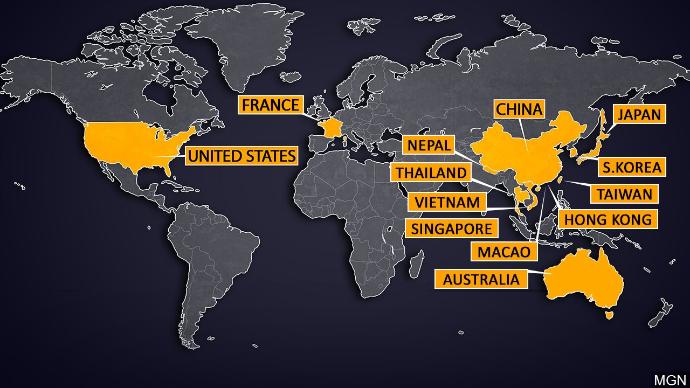 FRANCE
CHINA
JAPAN
NEPAL
UNITED STATES
S.KOREA
THAILAND
TAIWAN
VIETNAM
HONG KONG
SINGAPORE
MACAO
AUSTRALIA
MGN